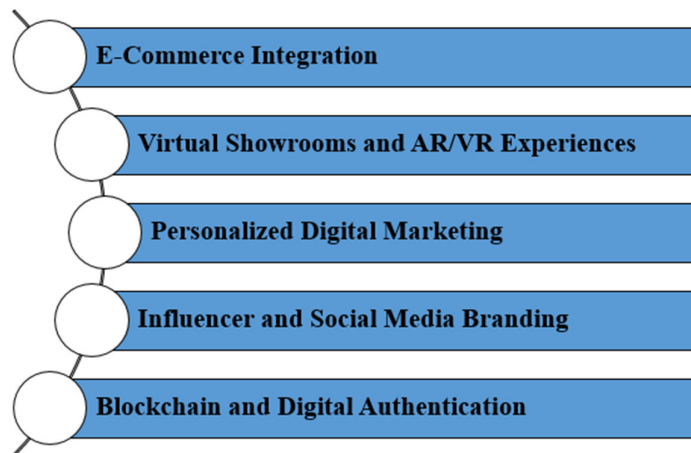 E-Commerce Integration
Virtual Showrooms and AR/VR Experiences
Personalized Digital Marketing
Influencer and Social Media Branding
Blockchain and Digital Authentication